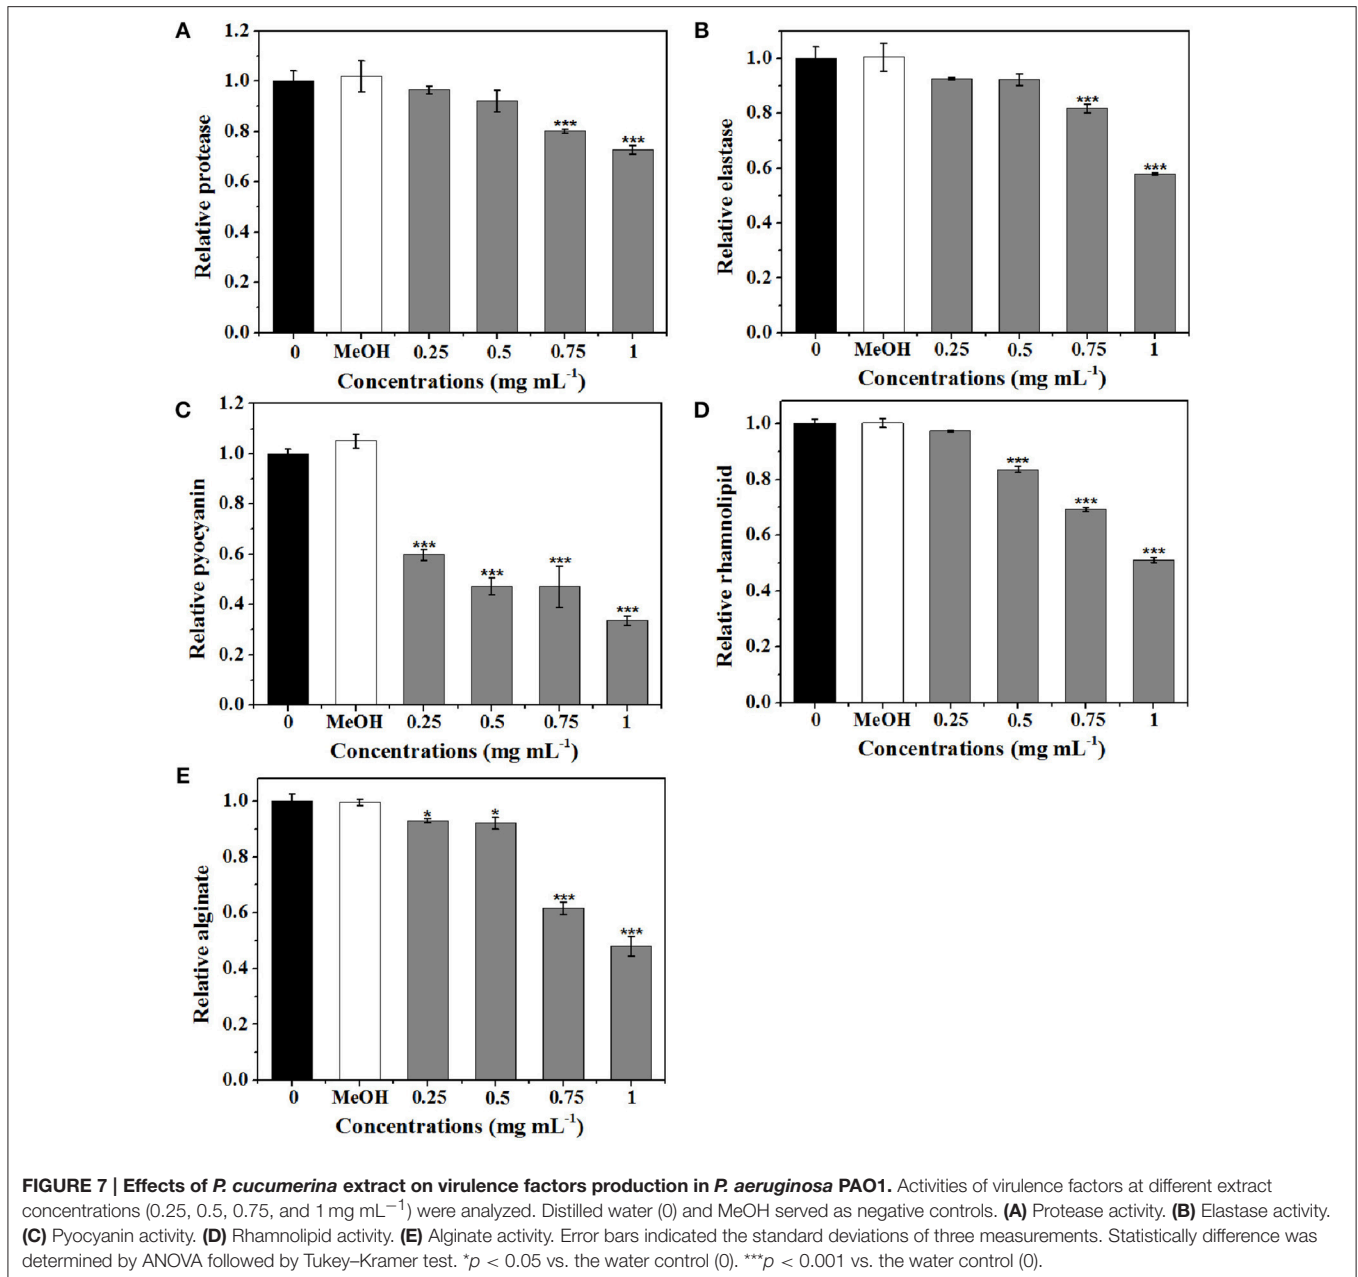 A
1.2
1.0
0.8
0.6
0.4
0.2
0.0
Relative protease
***
***
0 MeOH 0.25 0.5 0.75 1
Concentrations (mg mL⁻¹)
B
1.0
0.8
0.6
0.4
0.2
0.0
Relative elastase
***
***
0 MeOH 0.25 0.5 0.75 1
Concentrations (mg mL⁻¹)
C
1.2
1.0
0.8
0.6
0.4
0.2
0.0
Relative pyocyanin
***
***
***
***
0 MeOH 0.25 0.5 0.75 1
Concentrations (mg mL⁻¹)
D
1.0
0.8
0.6
0.4
0.2
0.0
Relative rhamnolipid
***
***
***
0 MeOH 0.25 0.5 0.75 1
Concentrations (mg mL⁻¹)
E
1.0
0.8
0.6
0.4
0.2
0.0
Relative alginate
*
*
***
***
0 MeOH 0.25 0.5 0.75 1
Concentrations (mg mL⁻¹)
FIGURE 7 | Effects of P. cucumerina extract on virulence factors production in P. aeruginosa PAO1. Activities of virulence factors at different extract
concentrations (0.25, 0.5, 0.75, and 1 mg mL⁻¹) were analyzed. Distilled water (0) and MeOH served as negative controls. (A) Protease activity. (B) Elastase activity.
(C) Pyocyanin activity. (D) Rhamnolipid activity. (E) Alginate activity. Error bars indicated the standard deviations of three measurements. Statistically difference was
determined by ANOVA followed by Tukey–Kramer test. *p < 0.05 vs. the water control (0). ***p < 0.001 vs. the water control (0).